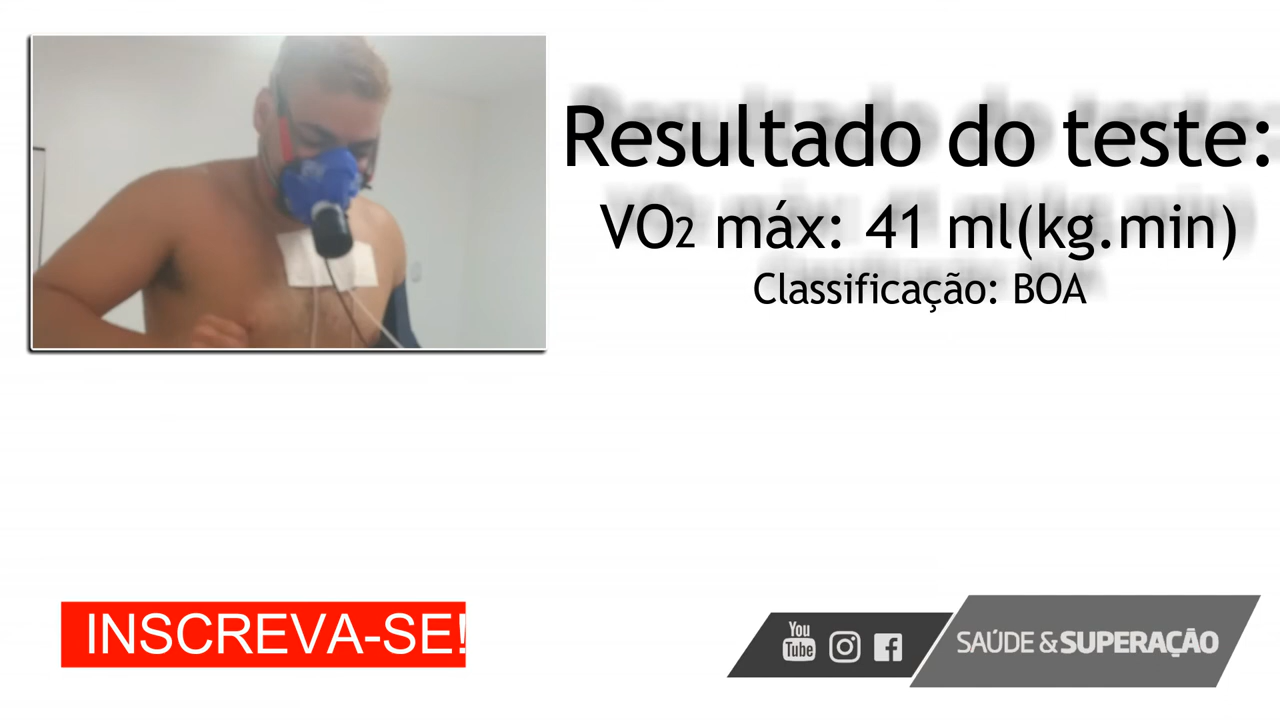 Resultado do teste:
VO2 máx: 41 ml(kg.min)
Classificação: BOA
INSCREVA-SE!
You
Tube
SAÚDE & SUPERAÇÃO